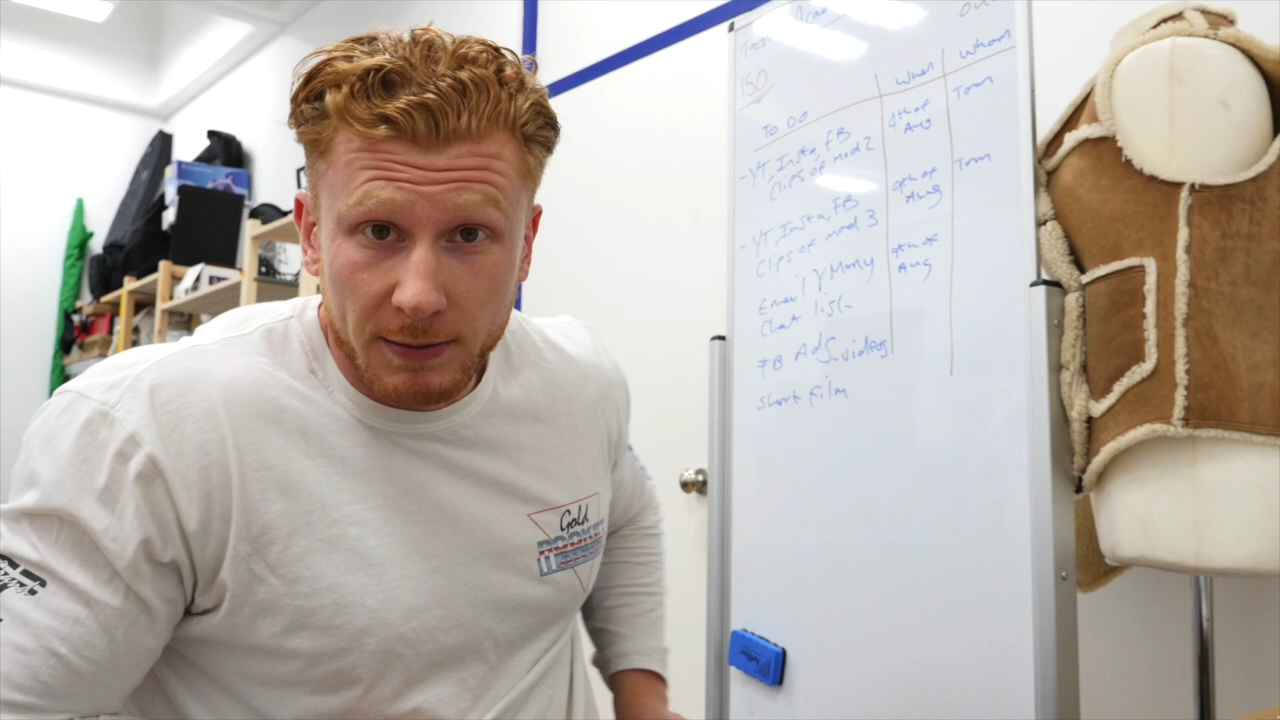 150
When
Whom
To DO
4th of
Aug
Tom
- YT, Insta, FB
Clips of mod 2
9th of
Aug
Tom
- YT, Insta, FB
Clips of mod 3
9th of
Aug
Email / Many
Chat list
FB Ads, videos
Short film
Gold